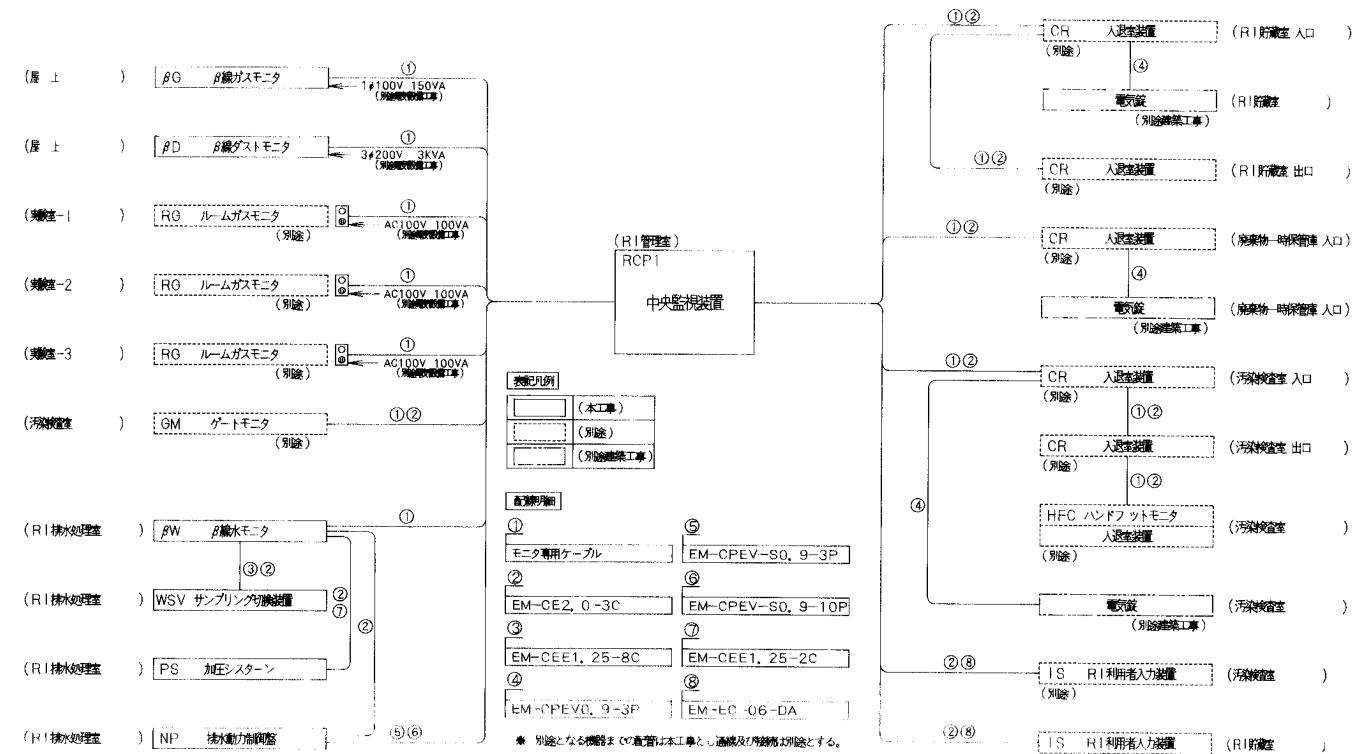 (屋 上 ) βG β線ガスモニタ ①
1φ100V 150VA
(別途電気設備工事)
(屋 上 ) βD β線ダストモニタ ①
3φ200V 3KVA
(別途電気設備工事)
(実験室-1 ) RG ルームガスモニタ ①
(別途) AC100V 100VA
(別途電気設備工事)
(実験室-2 ) RG ルームガスモニタ ①
(別途) AC100V 100VA
(別途電気設備工事)
(実験室-3 ) RG ルームガスモニタ ①
(別途) AC100V 100VA
(別途電気設備工事)
(汚染検査室 ) GM ゲートモニタ ①②
(別途)
(RI排水処理室 ) βW β線水モニタ ①
③②
(RI排水処理室 ) WSV サンプリング切換装置 ②
⑦
②
(RI排水処理室 ) PS 加圧シスターン
(RI排水処理室 ) NP 排水動力制御盤 ⑤⑥
(RI管理室)
RCP1
中央監視装置
表記凡例
(本工事)
(別途)
(別途建築工事)
配線明細
①
モニタ専用ケーブル
②
EM-CE2.0-3C
③
EM-CEE1.25-8C
④
EM-CPEV0.9-3P
⑤
EM-CPEV-S0.9-3P
⑥
EM-CPEV-S0.9-10P
⑦
EM-CEE1.25-2C
⑧
EM-EC-06-DA
※ 別途となる機器までの配管は本工事とし通線及び接続は別途とする。
①②
CR 入退室装置 (RI貯蔵室 入口 )
(別途)
④
電気錠 (RI貯蔵室 )
(別途建築工事)
①②
CR 入退室装置 (RI貯蔵室 出口 )
(別途)
①②
CR 入退室装置 (廃棄物一時保管庫 入口)
(別途)
④
電気錠 (廃棄物一時保管庫 入口)
(別途建築工事)
①②
CR 入退室装置 (汚染検査室 入口 )
(別途)
①②
CR 入退室装置 (汚染検査室 出口 )
(別途)
①②
④
HFC ハンドフットモニタ
入退室装置 (汚染検査室 )
(別途)
電気錠 (汚染検査室 )
(別途建築工事)
②⑧
IS RI利用者入力装置 (汚染検査室 )
(別途)
②⑧
IS RI利用者入力装置 (RI貯蔵室 )